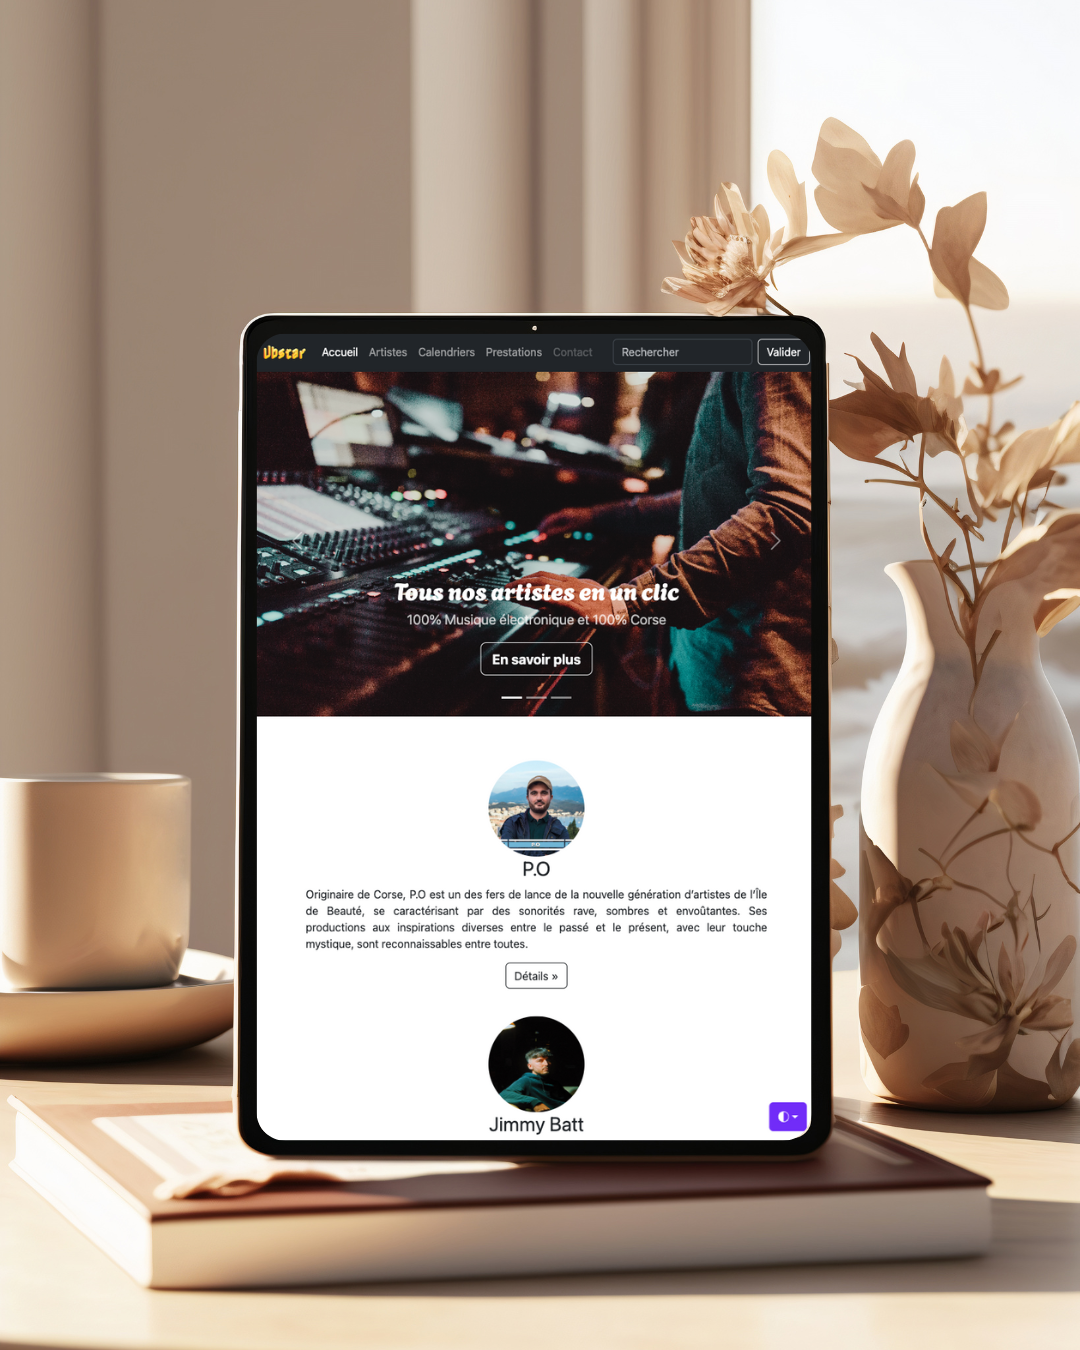 Ubstar Accueil Artistes Calendriers Prestations Contact Rechercher Valider
Tous nos artistes en un clic
100% Musique électronique et 100% Corse
En savoir plus
P.O
P.O
Originaire de Corse, P.O est un des fers de lance de la nouvelle génération d'artistes de l'Île
de Beauté, se caractérisant par des sonorités rave, sombres et envoûtantes. Ses
productions aux inspirations diverses entre le passé et le présent, avec leur touche
mystique, sont reconnaissables entre toutes.
Détails »
Jimmy Batt